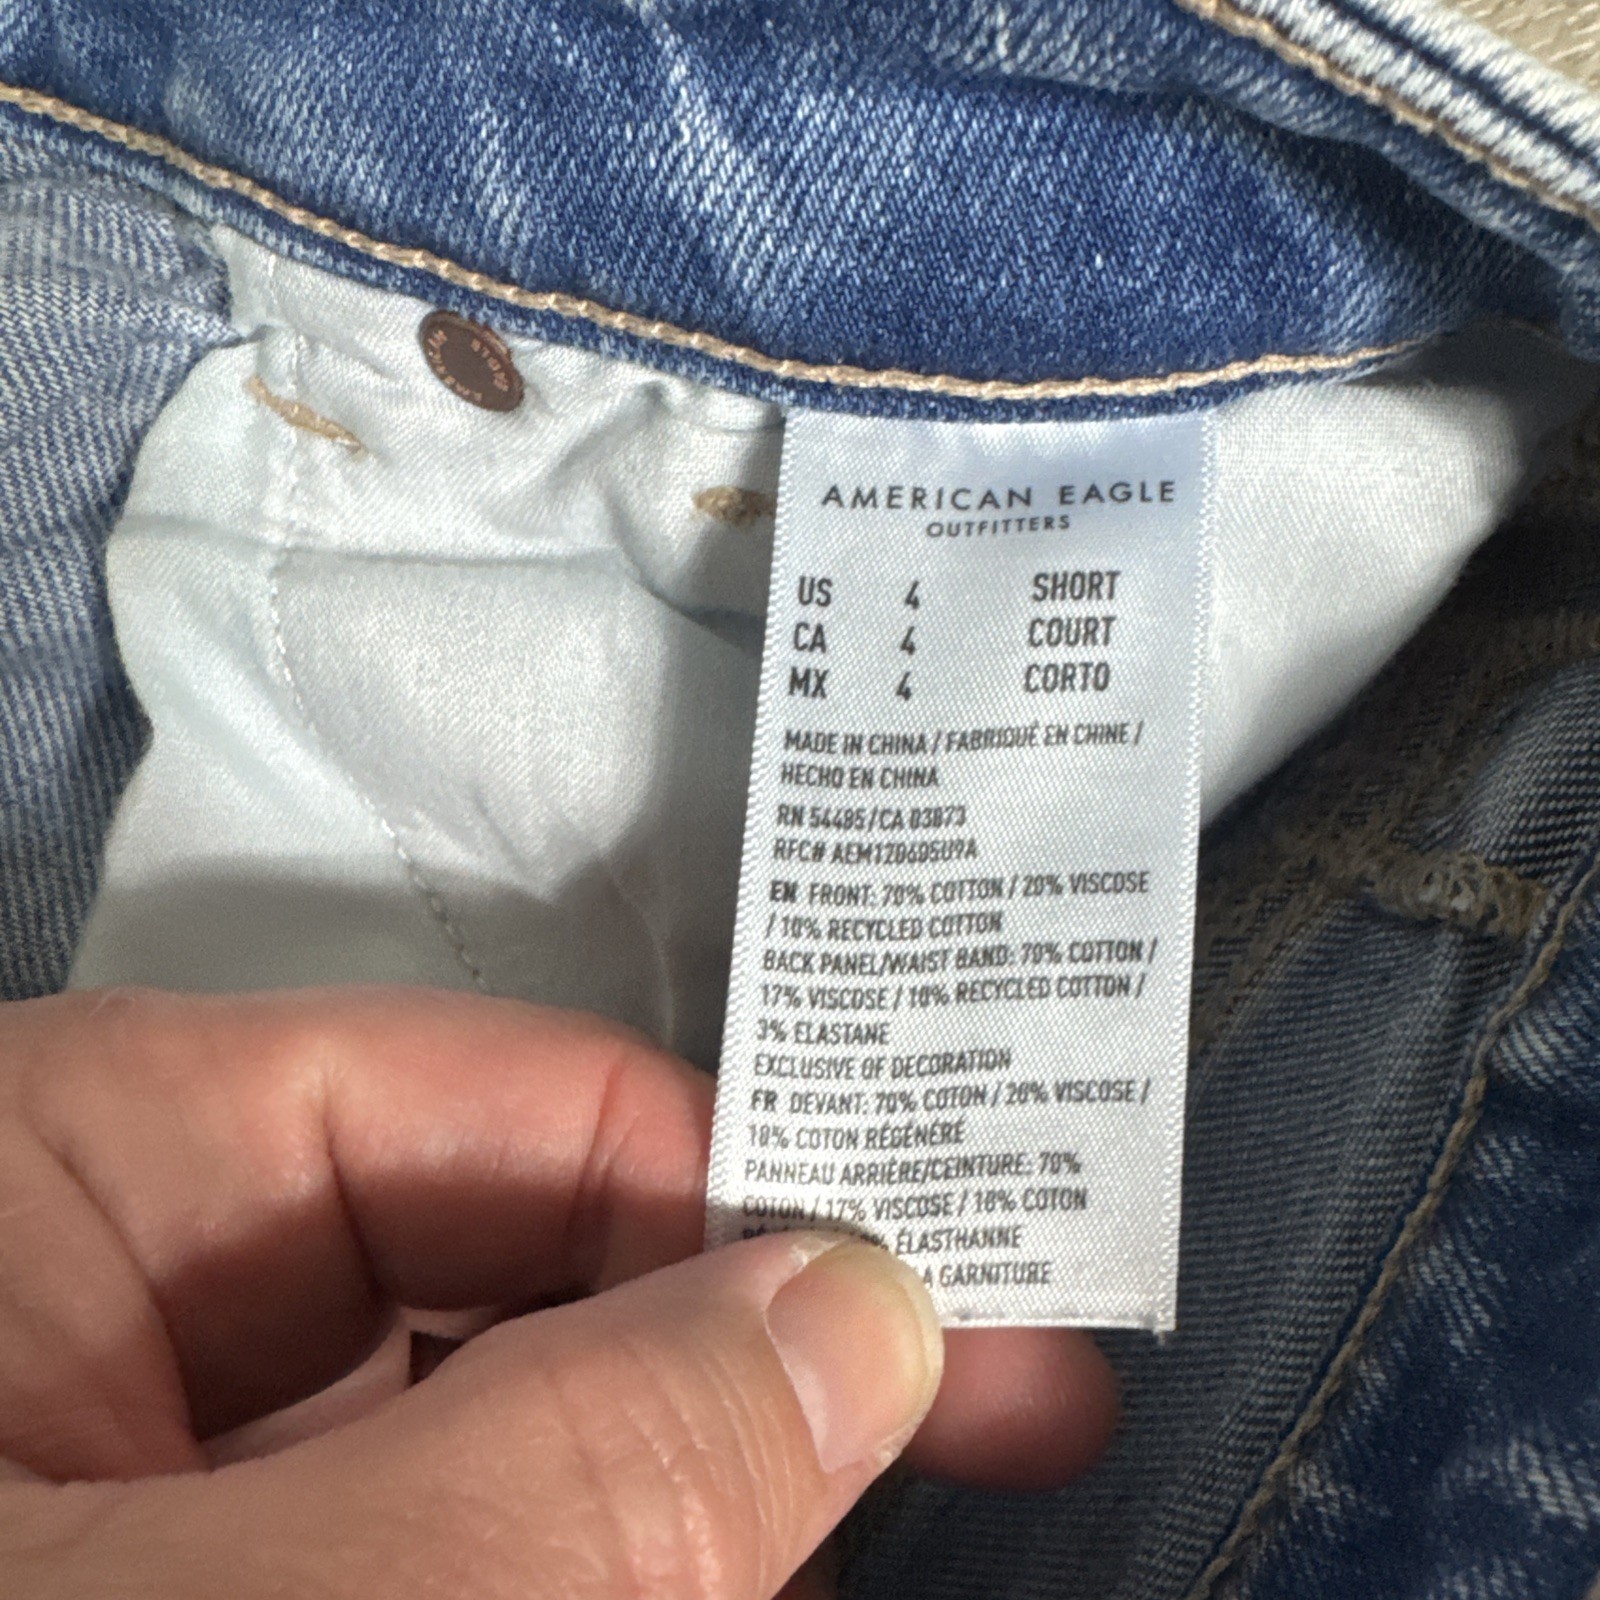 AMERICAN EAGLE
OUTFITTERS
US 4 SHORT
CA 4 COURT
MX 4 CORTO
MADE IN CHINA / FABRIQUÉ EN CHINE /
HECHO EN CHINA
RN 54485/CA 03873
RFC# AEM120605U9A
EN FRONT: 70% COTTON / 20% VISCOSE
/ 10% RECYCLED COTTON
BACK PANEL/WAIST BAND: 70% COTTON /
17% VISCOSE / 10% RECYCLED COTTON /
3% ELASTANE
EXCLUSIVE OF DECORATION
FR DEVANT: 70% COTON / 20% VISCOSE /
10% COTON RÉGÉNÉRÉ
PANNEAU ARRIÈRE/CEINTURE: 70%
COTON / 17% VISCOSE / 10% COTON
ÉLASTHANNE
GARNITURE